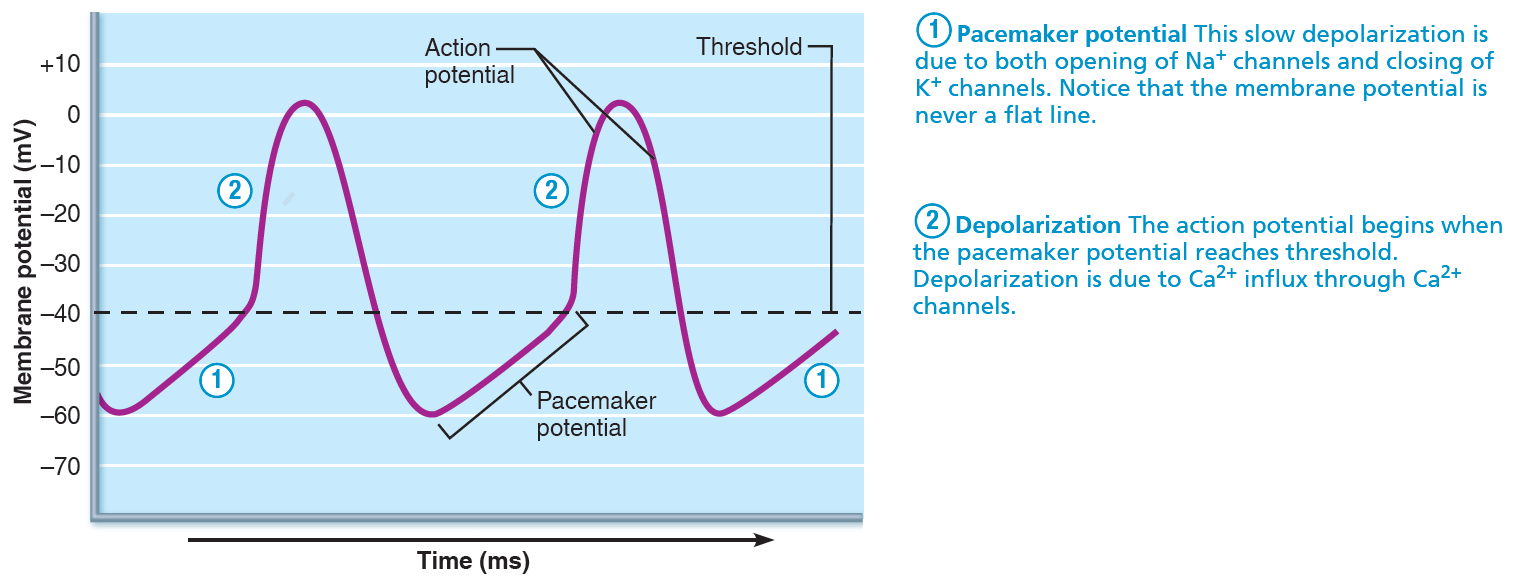 Membrane potential (mV)
+10
0
–10
–20
–30
–40
–50
–60
–70
Action
potential
Threshold
2
2
1
1
Pacemaker
potential
Time (ms)
1 Pacemaker potential This slow depolarization is
due to both opening of Na⁺ channels and closing of
K⁺ channels. Notice that the membrane potential is
never a flat line.
2 Depolarization The action potential begins when
the pacemaker potential reaches threshold.
Depolarization is due to Ca²⁺ influx through Ca²⁺
channels.